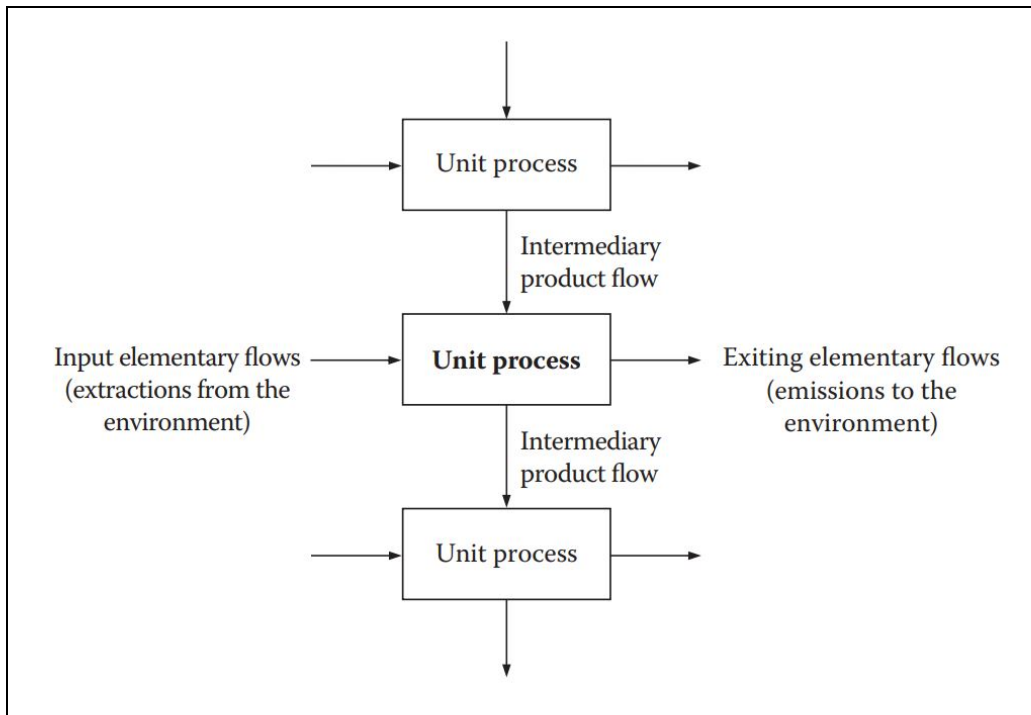 Unit process
Intermediary
product flow
Input elementary flows
(extractions from the
environment)
Unit process
Exiting elementary flows
(emissions to the
environment)
Intermediary
product flow
Unit process